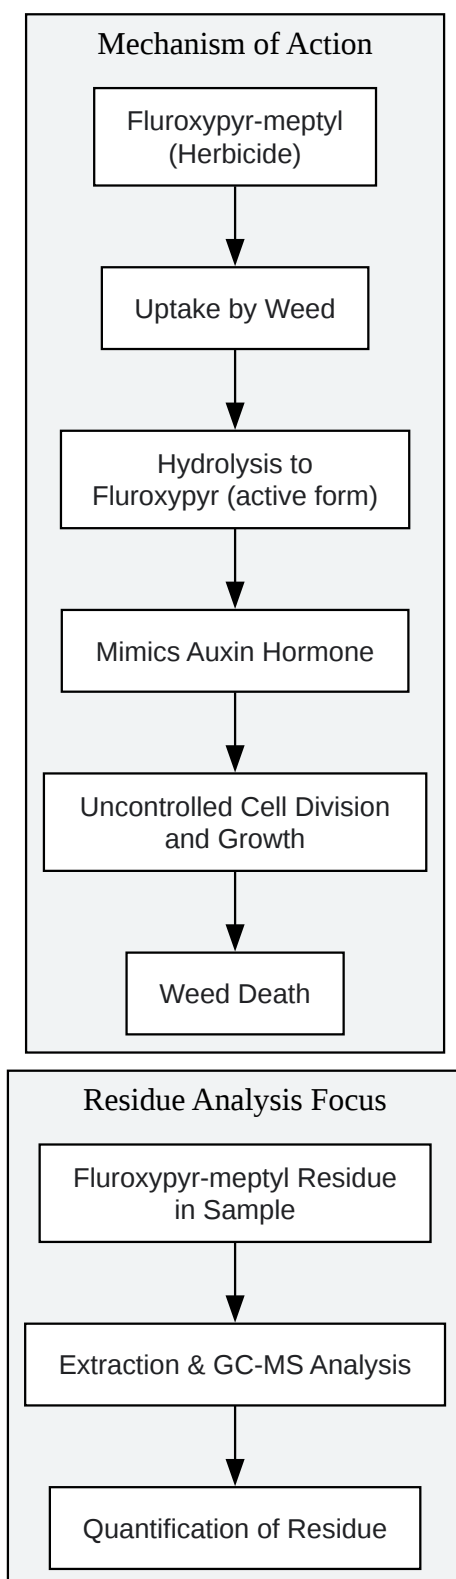 Mechanism of Action
Fluroxypyr-meptyl
(Herbicide)
Uptake by Weed
Hydrolysis to
Fluroxypyr (active form)
Mimics Auxin Hormone
Uncontrolled Cell Division
and Growth
Weed Death
Residue Analysis Focus
Fluroxypyr-meptyl Residue
in Sample
Extraction & GC-MS Analysis
Quantification of Residue